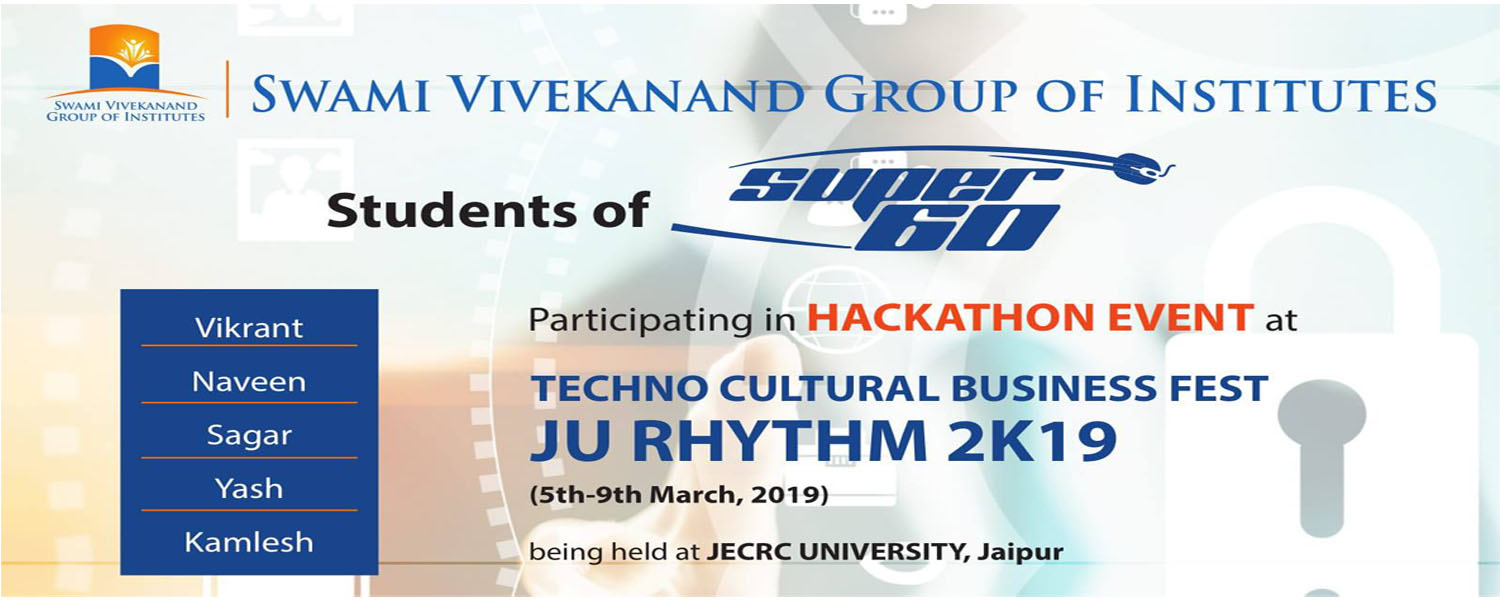 SWAMI VIVEKANAND
GROUP OF INSTITUTES
SWAMI VIVEKANAND GROUP OF INSTITUTES
Students of super 60
Vikrant
Naveen
Sagar
Yash
Kamlesh
Participating in HACKATHON EVENT at
TECHNO CULTURAL BUSINESS FEST
JU RHYTHM 2K19
(5th-9th March, 2019)
being held at JECRC UNIVERSITY, Jaipur